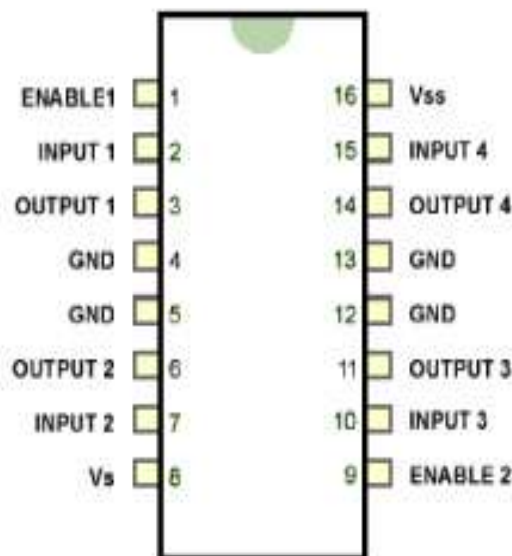 ENABLE1 1 16 Vss
INPUT 1 2 15 INPUT 4
OUTPUT 1 3 14 OUTPUT 4
GND 4 13 GND
GND 5 12 GND
OUTPUT 2 6 11 OUTPUT 3
INPUT 2 7 10 INPUT 3
Vs 8 9 ENABLE 2